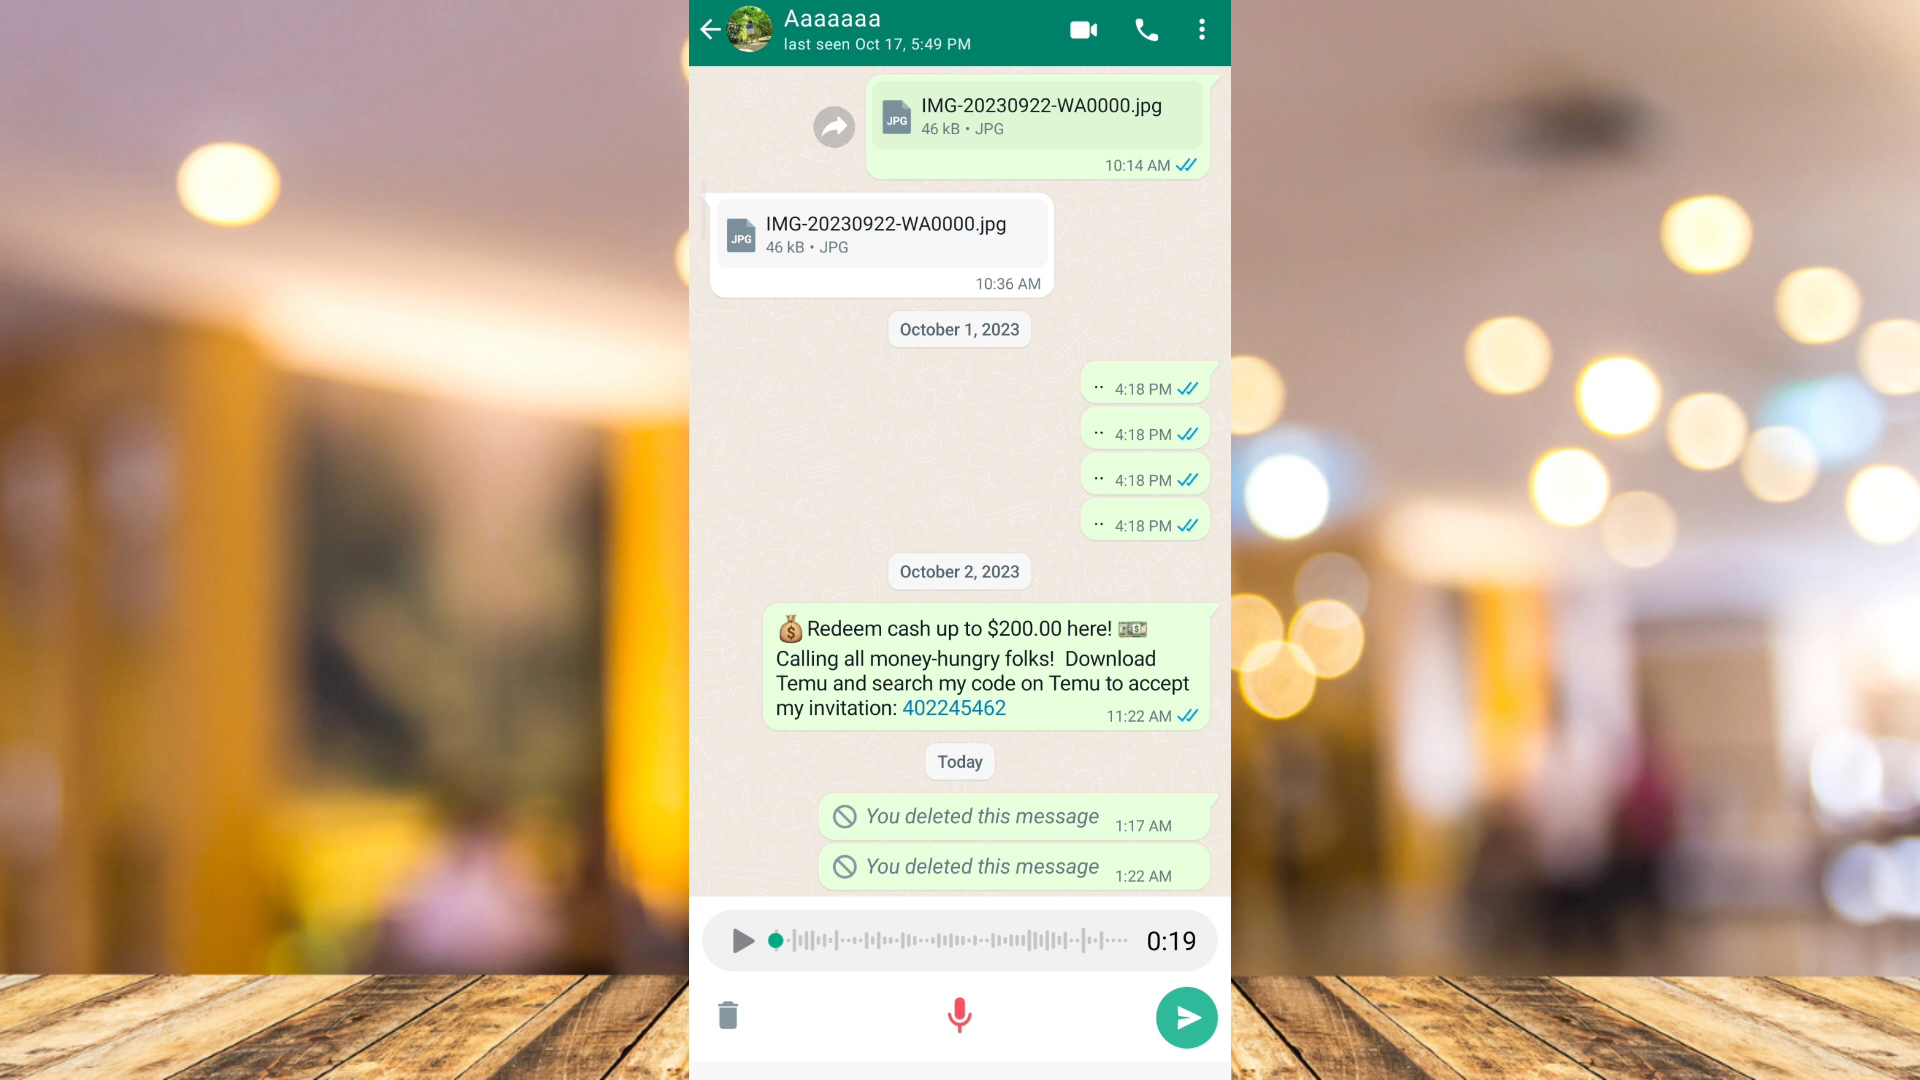 Aaaaaaa
last seen Oct 17, 5:49 PM
JPG
IMG-20230922-WA0000.jpg
46 kB • JPG
10:14 AM
JPG
IMG-20230922-WA0000.jpg
46 kB • JPG
10:36 AM
October 1, 2023
.. 4:18 PM
.. 4:18 PM
.. 4:18 PM
.. 4:18 PM
October 2, 2023
💰Redeem cash up to $200.00 here! 💵
Calling all money-hungry folks!  Download
Temu and search my code on Temu to accept
my invitation: 402245462
11:22 AM
Today
You deleted this message 1:17 AM
You deleted this message 1:22 AM
0:19